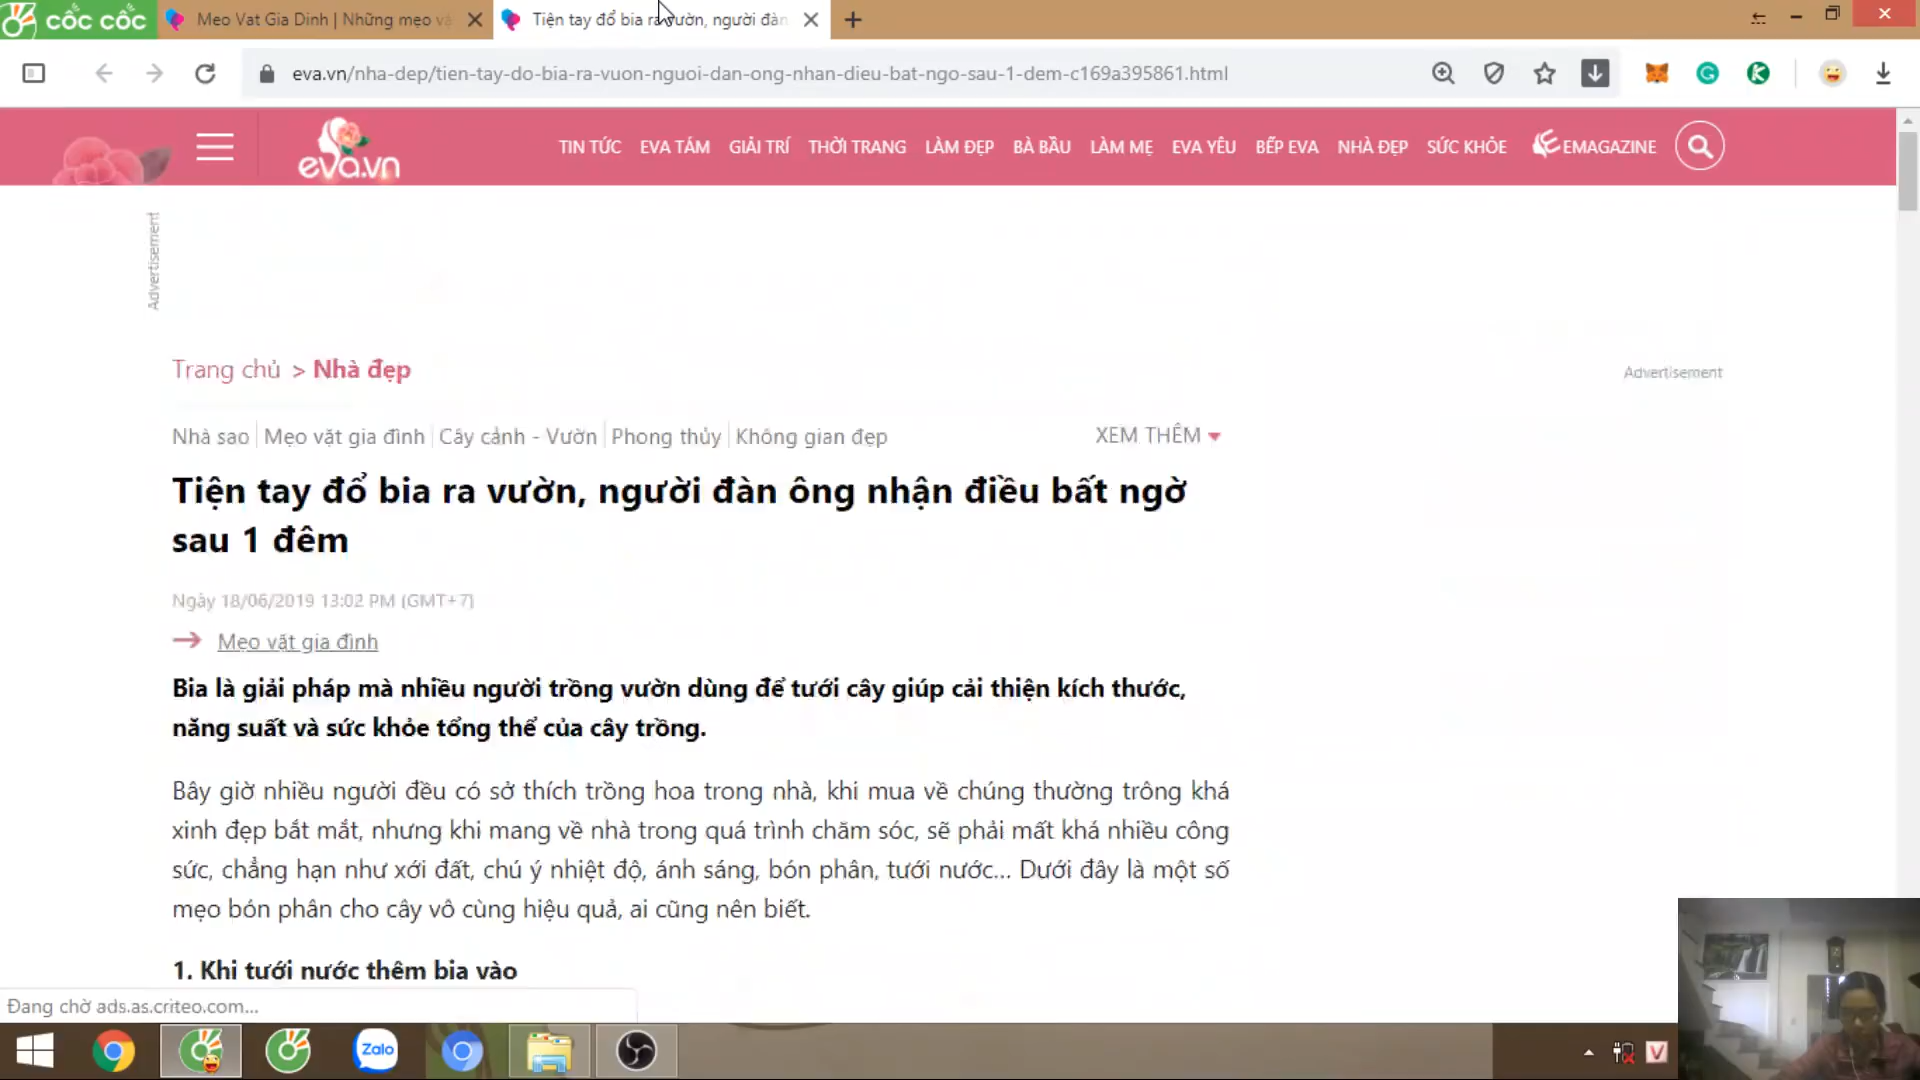 cốc cốc
Meo Vat Gia Dinh | Những mẹo vặ
Tiện tay đổ bia ra vườn, người đàn
eva.vn/nha-dep/tien-tay-do-bia-ra-vuon-nguoi-dan-ong-nhan-dieu-bat-ngo-sau-1-dem-c169a395861.html
eva.vn
TIN TỨC EVA TÁM GIẢI TRÍ THỜI TRANG LÀM ĐẸP BÀ BẦU LÀM MẸ EVA YÊU BẾP EVA NHÀ ĐẸP SỨC KHỎE EMAGAZINE
Advertisement
Trang chủ > Nhà đẹp
Advertisement
Nhà sao | Mẹo vặt gia đình | Cây cảnh - Vườn | Phong thủy | Không gian đẹp
XEM THÊM
Tiện tay đổ bia ra vườn, người đàn ông nhận điều bất ngờ
sau 1 đêm
Ngày 18/06/2019 13:02 PM (GMT+7)
Mẹo vặt gia đình
Bia là giải pháp mà nhiều người trồng vườn dùng để tưới cây giúp cải thiện kích thước,
năng suất và sức khỏe tổng thể của cây trồng.
Bây giờ nhiều người đều có sở thích trồng hoa trong nhà, khi mua về chúng thường trông khá
xinh đẹp bắt mắt, nhưng khi mang về nhà trong quá trình chăm sóc, sẽ phải mất khá nhiều công
sức, chẳng hạn như xới đất, chú ý nhiệt độ, ánh sáng, bón phân, tưới nước... Dưới đây là một số
mẹo bón phân cho cây vô cùng hiệu quả, ai cũng nên biết.
1. Khi tưới nước thêm bia vào
Đang chờ ads.as.criteo.com...
Zalo
V